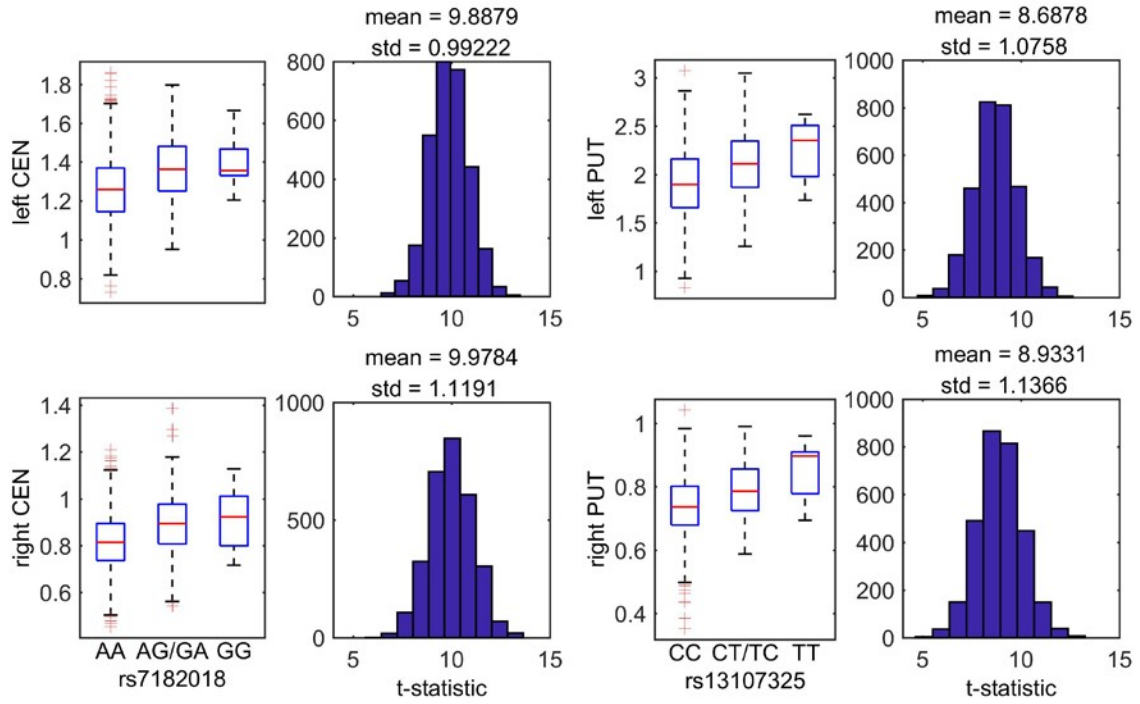 mean = 9.8879
std = 0.99222
left CEN
1.8
1.6
1.4
1.2
1
0.8
800
600
400
200
0
5 10 15
mean = 8.6878
std = 1.0758
left PUT
3
2.5
2
1.5
1
1000
800
600
400
200
0
5 10 15
mean = 9.9784
std = 1.1191
right CEN
1.4
1.2
1
0.8
0.6
AA AG/GA GG
rs7182018
1000
500
0
5 10 15
t-statistic
mean = 8.9331
std = 1.1366
right PUT
1
0.8
0.6
0.4
CC CT/TC TT
rs13107325
1000
800
600
400
200
0
5 10 15
t-statistic